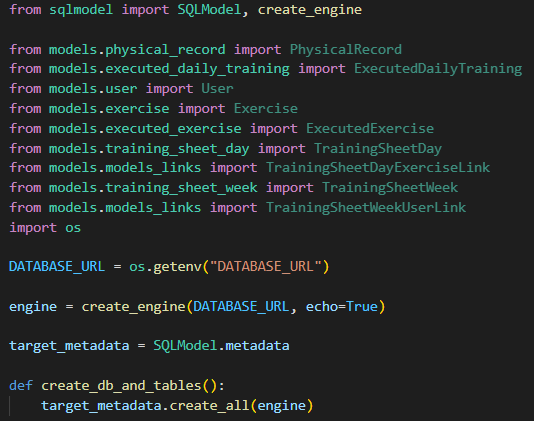 from sqlmodel import SQLModel, create_engine

from models.physical_record import PhysicalRecord
from models.executed_daily_training import ExecutedDailyTraining
from models.user import User
from models.exercise import Exercise
from models.executed_exercise import ExecutedExercise
from models.training_sheet_day import TrainingSheetDay
from models.models_links import TrainingSheetDayExerciseLink
from models.training_sheet_week import TrainingSheetWeek
from models.models_links import TrainingSheetWeekUserLink
import os

DATABASE_URL = os.getenv("DATABASE_URL")

engine = create_engine(DATABASE_URL, echo=True)

target_metadata = SQLModel.metadata

def create_db_and_tables():
    target_metadata.create_all(engine)